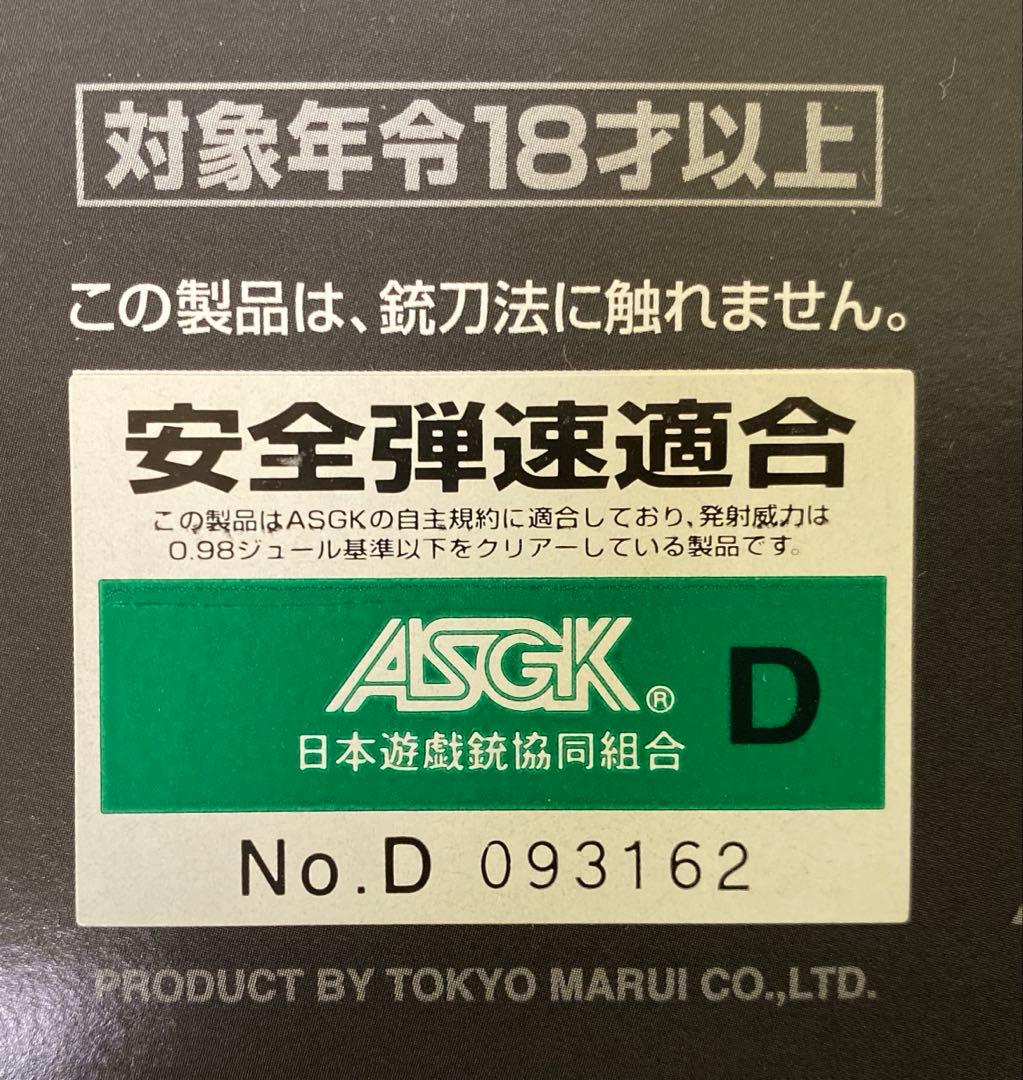 対象年令18才以上
この製品は、銃刀法に触れません。
安全弾速適合
この製品はASGKの自主規約に適合しており、発射威力は
0.98ジュール基準以下をクリアーしている製品です。
ASGK® D
日本遊戯銃協同組合
No.D 093162
PRODUCT BY TOKYO MARUI CO.,LTD.